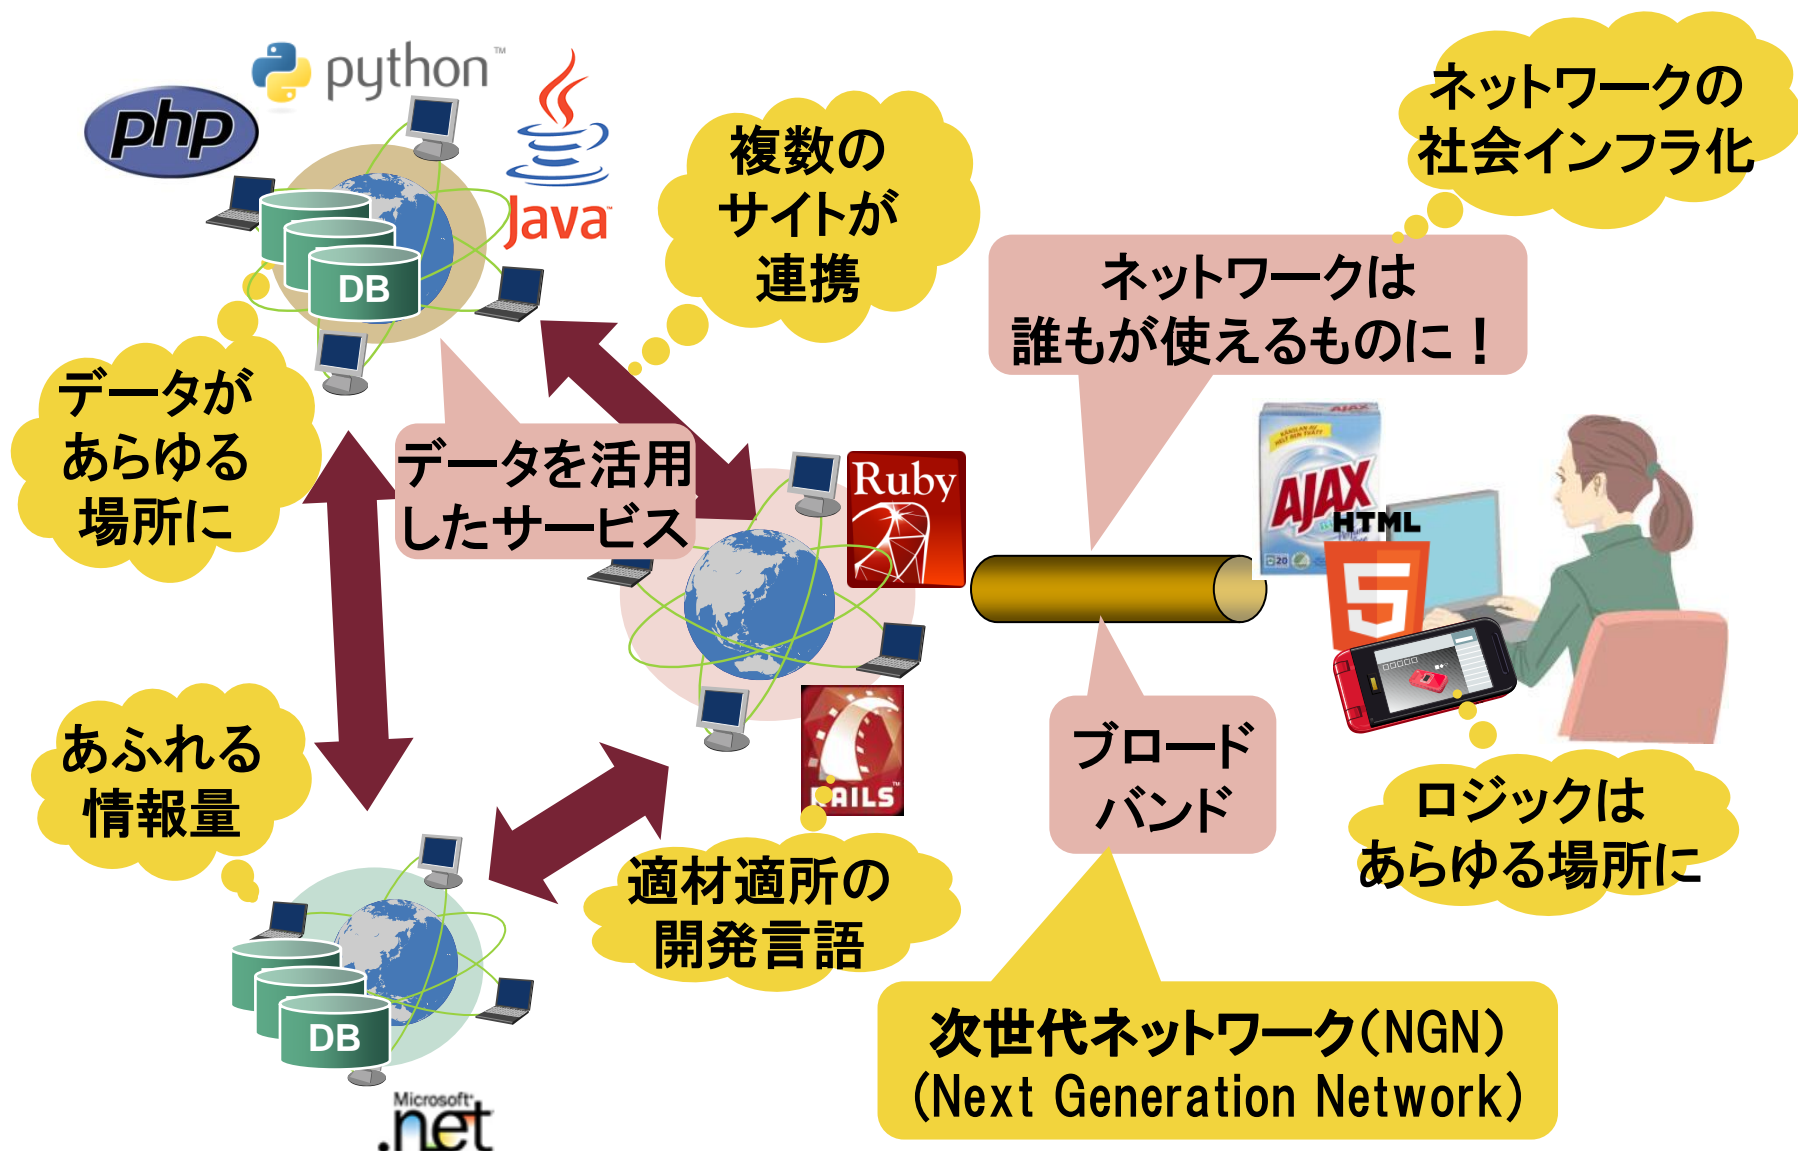 python™
php
Java™
DB
複数の
サイトが
連携
ネットワークの
社会インフラ化
ネットワークは
誰もが使えるものに！
データが
あらゆる
場所に
データを活用
したサービス
Ruby
AJAX
AJAX
20
HTML
5
あふれる
情報量
RAILS™
ブロード
バンド
ロジックは
あらゆる場所に
適材適所の
開発言語
DB
Microsoft
.net
次世代ネットワーク(NGN)
(Next Generation Network)